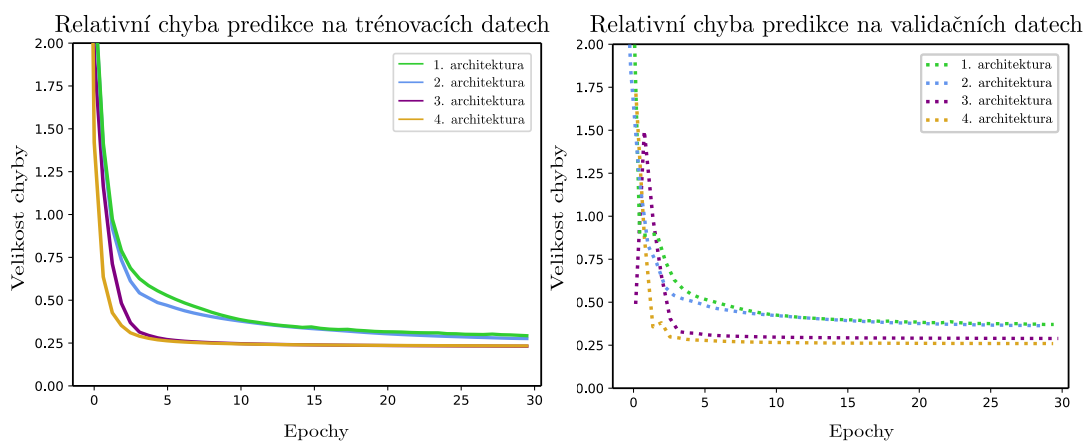 Relativní chyba predikce na trénovacích datech
2.00
1.75
1.50
1.25
1.00
0.75
0.50
0.25
0.00
Velikost chyby
1. architektura
2. architektura
3. architektura
4. architektura
0 5 10 15 20 25 30
Epochy
Relativní chyba predikce na validačních datech
2.00
1.75
1.50
1.25
1.00
0.75
0.50
0.25
0.00
Velikost chyby
1. architektura
2. architektura
3. architektura
4. architektura
0 5 10 15 20 25 30
Epochy